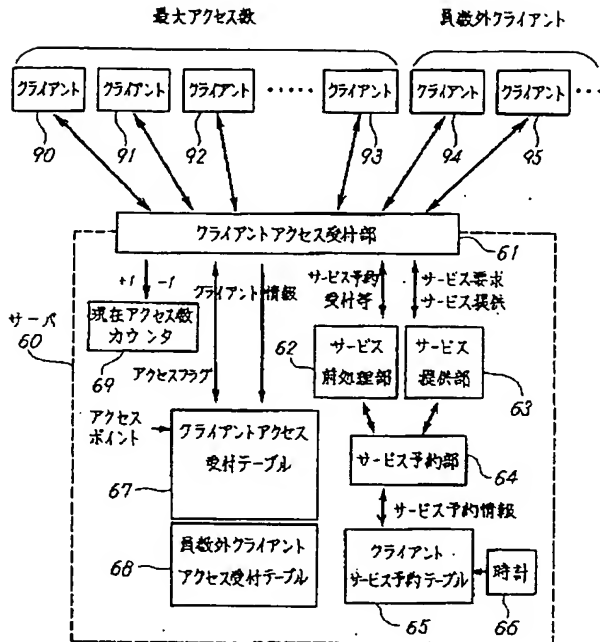 最大アクセス数
員数外クライアント
クライアント
クライアント
クライアント
・・・・・
クライアント
クライアント
クライアント
・・・
90
91
92
93
94
95
クライアントアクセス受付部
61
サーバ
60
+1
-1
クライアント情報
サービス予約
受付等
サービス要求
サービス提供
現在アクセス数
カウンタ
69
アクセスフラグ
62
サービス
前処理部
サービス
提供部
63
アクセス
ポイント
クライアントアクセス
受付テーブル
67
サービス予約部
64
サービス予約情報
員数外クライアント
アクセス受付テーブル
68
クライアント
サービス予約テーブル
65
時計
66